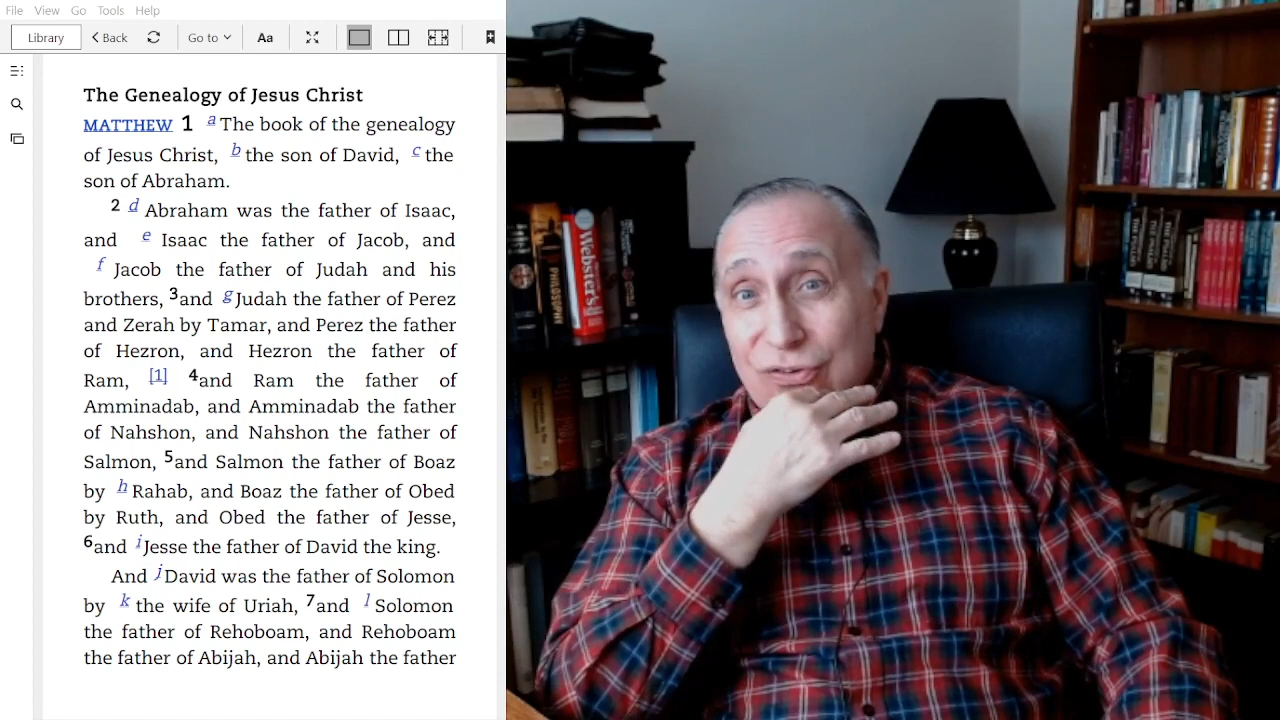 File View Go Tools Help
Library Back Go to Aa
The Genealogy of Jesus Christ
MATTHEW 1 a The book of the genealogy
of Jesus Christ, b the son of David, c the
son of Abraham.
2 d Abraham was the father of Isaac,
and e Isaac the father of Jacob, and
f Jacob the father of Judah and his
brothers, 3and g Judah the father of Perez
and Zerah by Tamar, and Perez the father
of Hezron, and Hezron the father of
Ram, [1] 4and Ram the father of
Amminadab, and Amminadab the father
of Nahshon, and Nahshon the father of
Salmon, 5and Salmon the father of Boaz
by h Rahab, and Boaz the father of Obed
by Ruth, and Obed the father of Jesse,
6and i Jesse the father of David the king.
And j David was the father of Solomon
by k the wife of Uriah, 7and l Solomon
the father of Rehoboam, and Rehoboam
the father of Abijah, and Abijah the father
PHILOSOPHY
Webster's